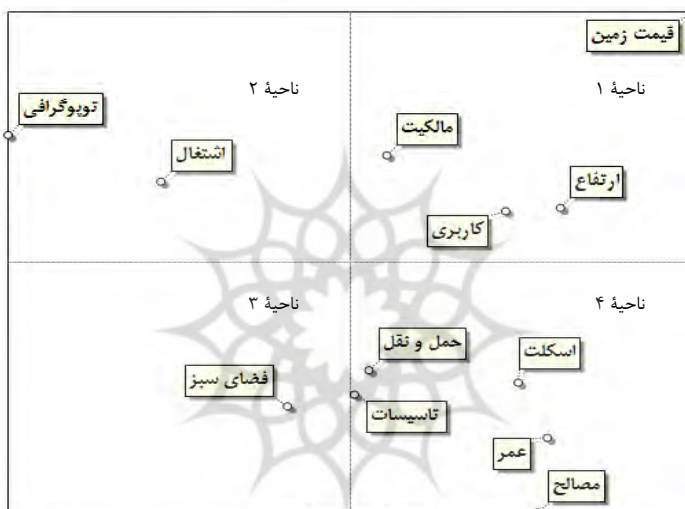 قیمت زمین
ناحیهٔ ۱
ناحیهٔ ۲
توپوگرافی
مالکیت
اشتغال
ارتفاع
کاربری
ناحیهٔ ۴
ناحیهٔ ۳
حمل و نقل
اسکلت
فضای سبز
تاسیسات
عمر
مصالح